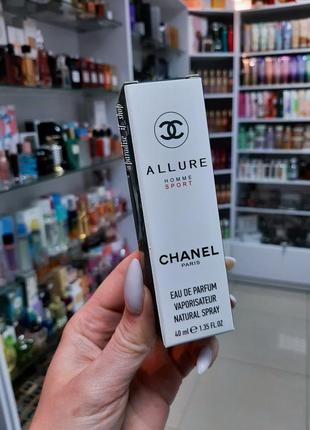 ALLURE
HOMME
SPORT
CHANEL
PARIS
EAU DE PARFUM
VAPORISATEUR
NATURAL SPRAY
40 ml ℮ 1.35 FL.OZ